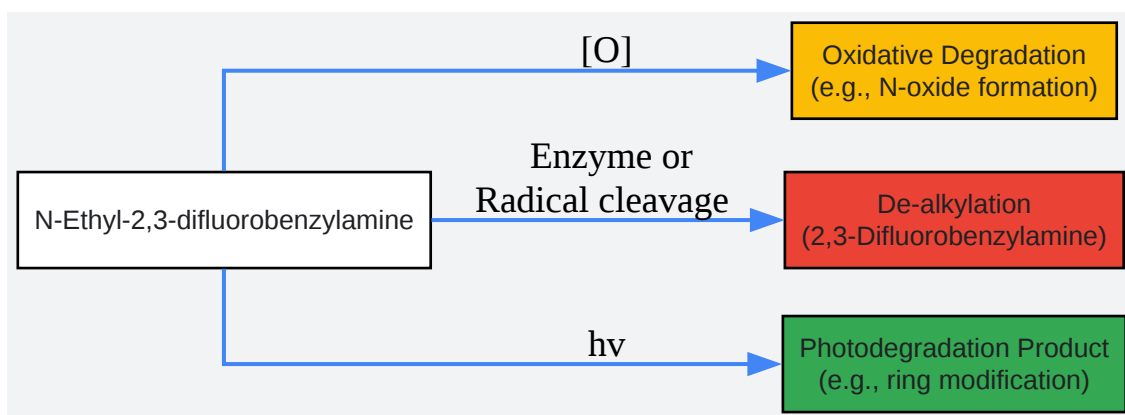 [O]
Oxidative Degradation
(e.g., N-oxide formation)
Enzyme or
Radical cleavage
N-Ethyl-2,3-difluorobenzylamine
De-alkylation
(2,3-Difluorobenzylamine)
hv
Photodegradation Product
(e.g., ring modification)